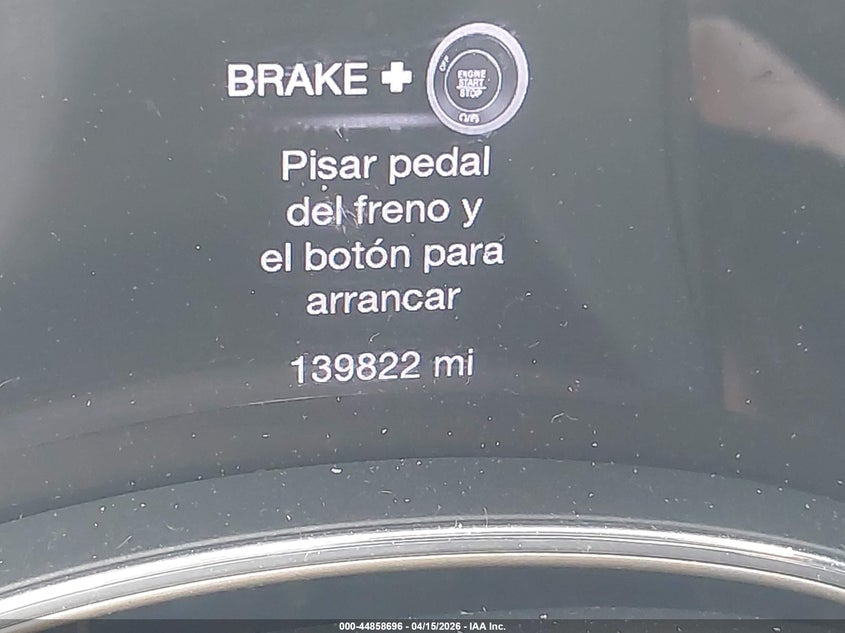 BRAKE +
OFF
ENGINE
START
STOP
Pisar pedal
del freno y
el botón para
arrancar
139822 mi
000-44858696 - 04/15/2026 - IAA Inc.